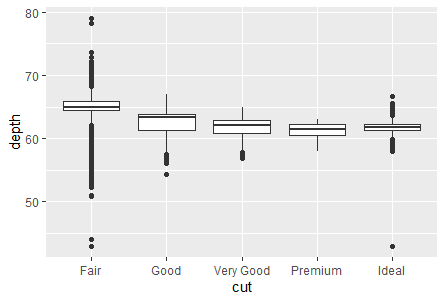 80
70
60
50
depth
Fair
Good
Very Good
Premium
Ideal
cut